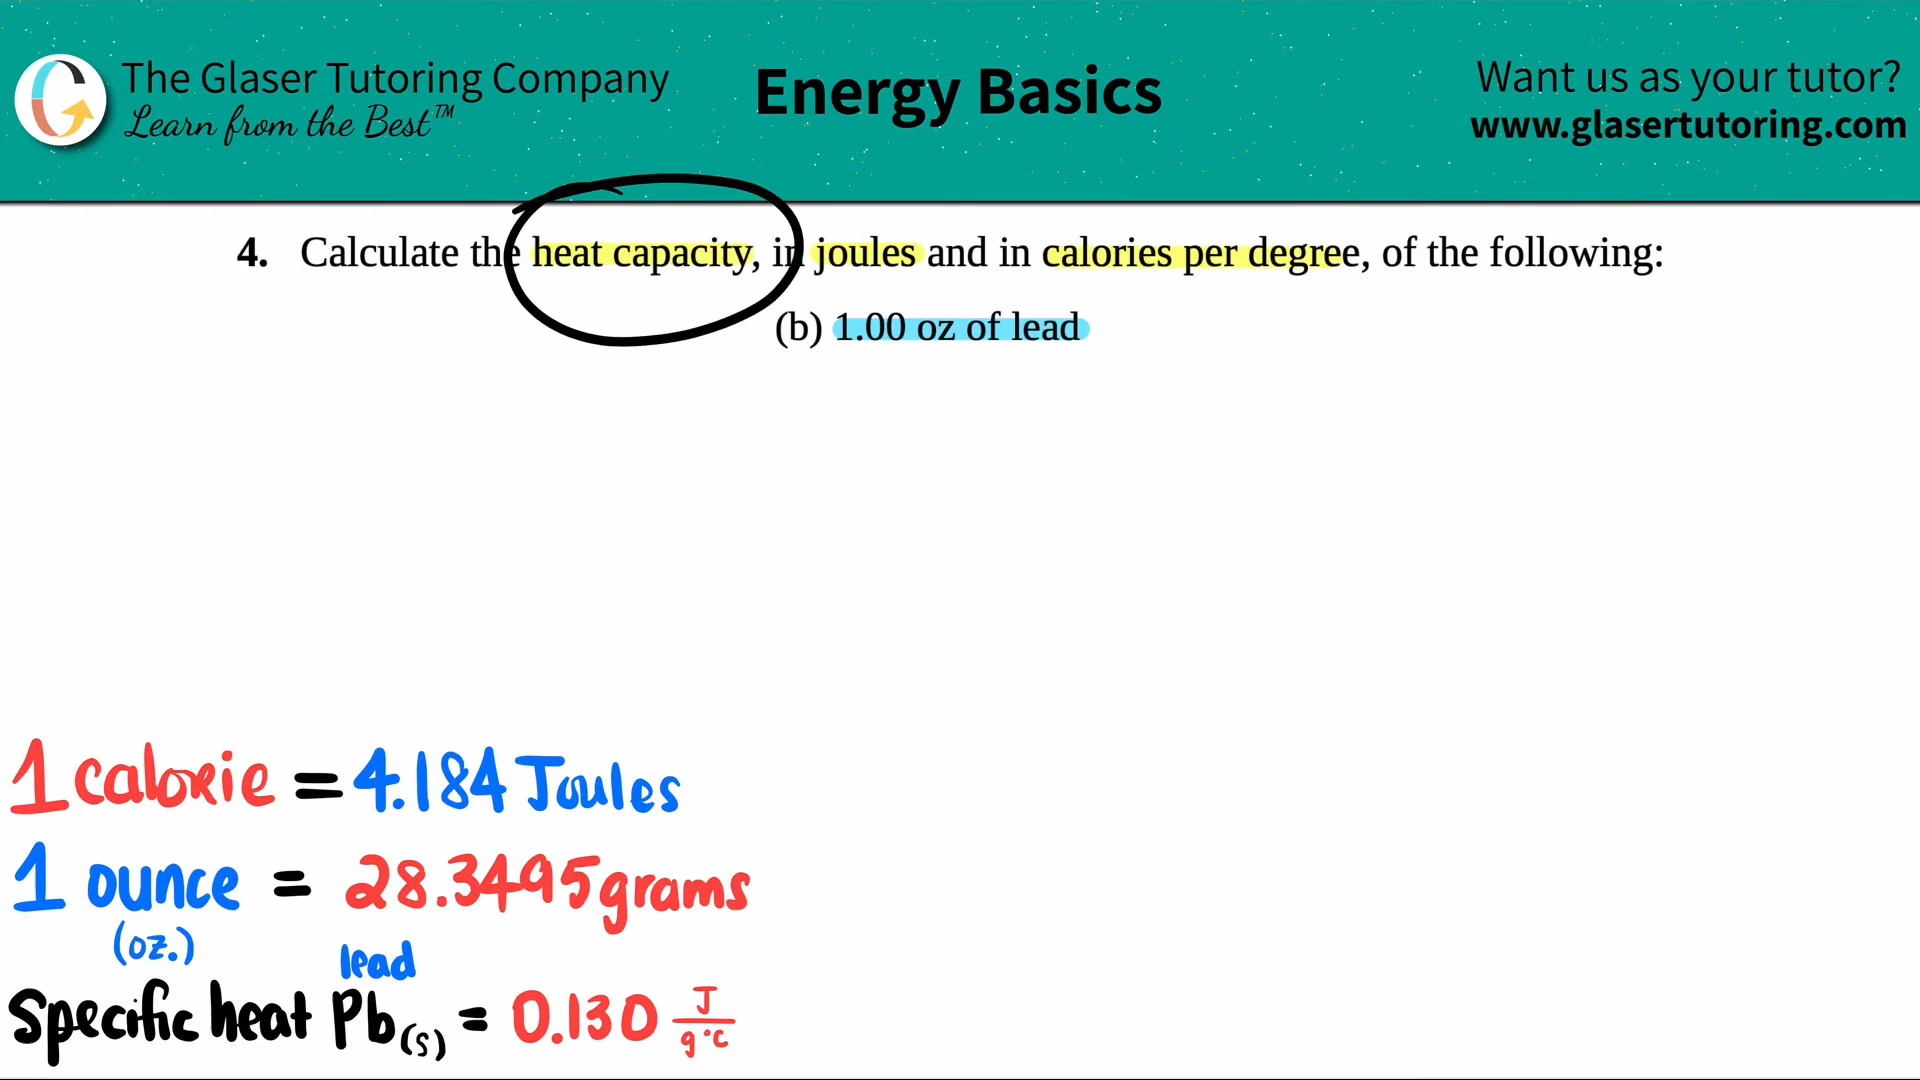 The Glaser Tutoring Company
Learn from the Best™
Energy Basics
Want us as your tutor?
www.glasertutoring.com
4. Calculate the heat capacity, in joules and in calories per degree, of the following:
(b) 1.00 oz of lead
1 calorie = 4.184 Joules
1 ounce = 28.3495 grams
(oz.)
lead
Specific heat Pb(s) = 0.130 J/g°C